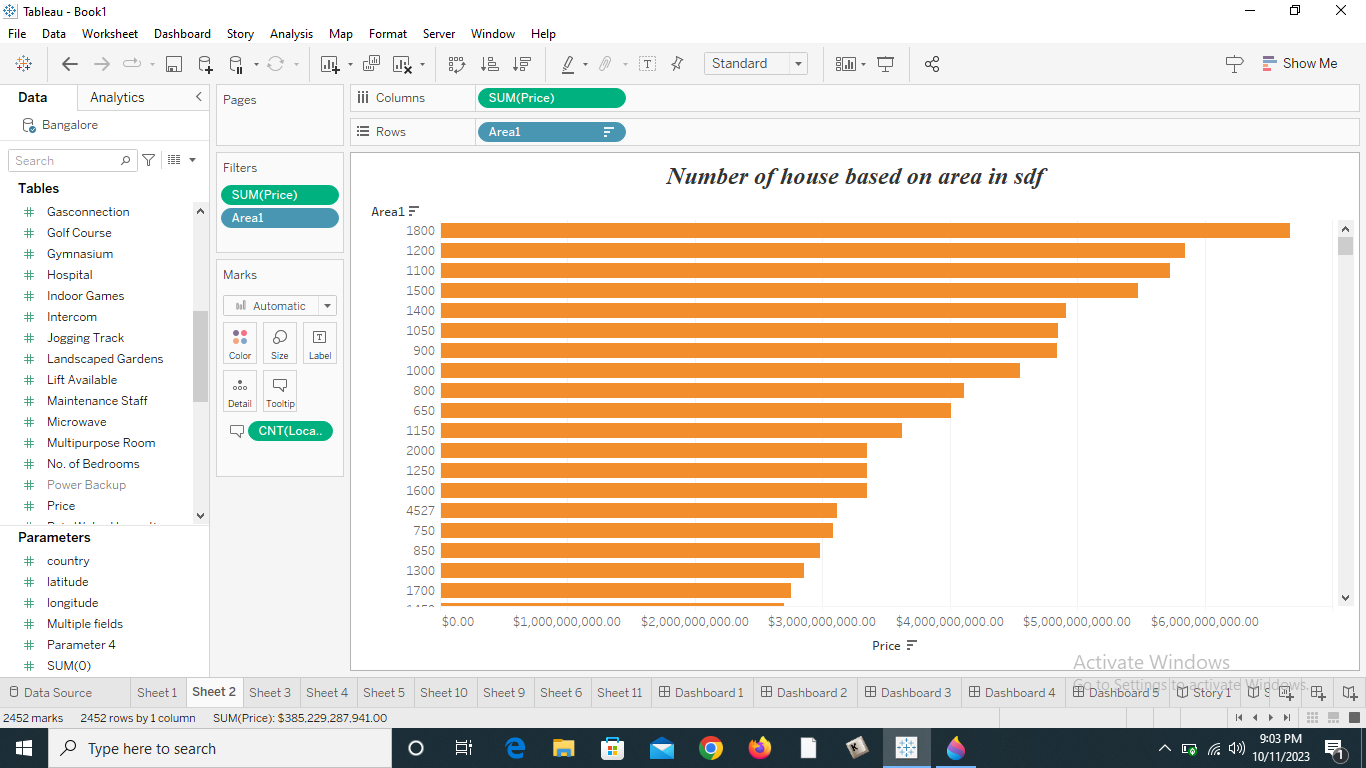 Tableau - Book1
File Data Worksheet Dashboard Story Analysis Map Format Server Window Help
Standard
Show Me
Data Analytics
Bangalore
Search
Tables
Gasconnection
Golf Course
Gymnasium
Hospital
Indoor Games
Intercom
Jogging Track
Landscaped Gardens
Lift Available
Maintenance Staff
Microwave
Multipurpose Room
No. of Bedrooms
Power Backup
Price
Parameters
country
latitude
longitude
Multiple fields
Parameter 4
SUM(0)
Pages
Filters
SUM(Price)
Area1
Marks
Automatic
Color Size Label
Detail Tooltip
CNT(Loca..
Columns SUM(Price)
Rows Area1
Number of house based on area in sdf
Area1
1800
1200
1100
1500
1400
1050
900
1000
800
650
1150
2000
1250
1600
4527
750
850
1300
1700
$0.00 $1,000,000,000.00 $2,000,000,000.00 $3,000,000,000.00 $4,000,000,000.00 $5,000,000,000.00 $6,000,000,000.00
Price
Activate Windows
Go to Settings to activate Windows.
Data Source Sheet 1 Sheet 2 Sheet 3 Sheet 4 Sheet 5 Sheet 10 Sheet 9 Sheet 6 Sheet 11 Dashboard 1 Dashboard 2 Dashboard 3 Dashboard 4 Dashboard 5 Story 1
2452 marks 2452 rows by 1 column SUM(Price): $385,229,287,941.00
Type here to search
9:03 PM
10/11/2023
1